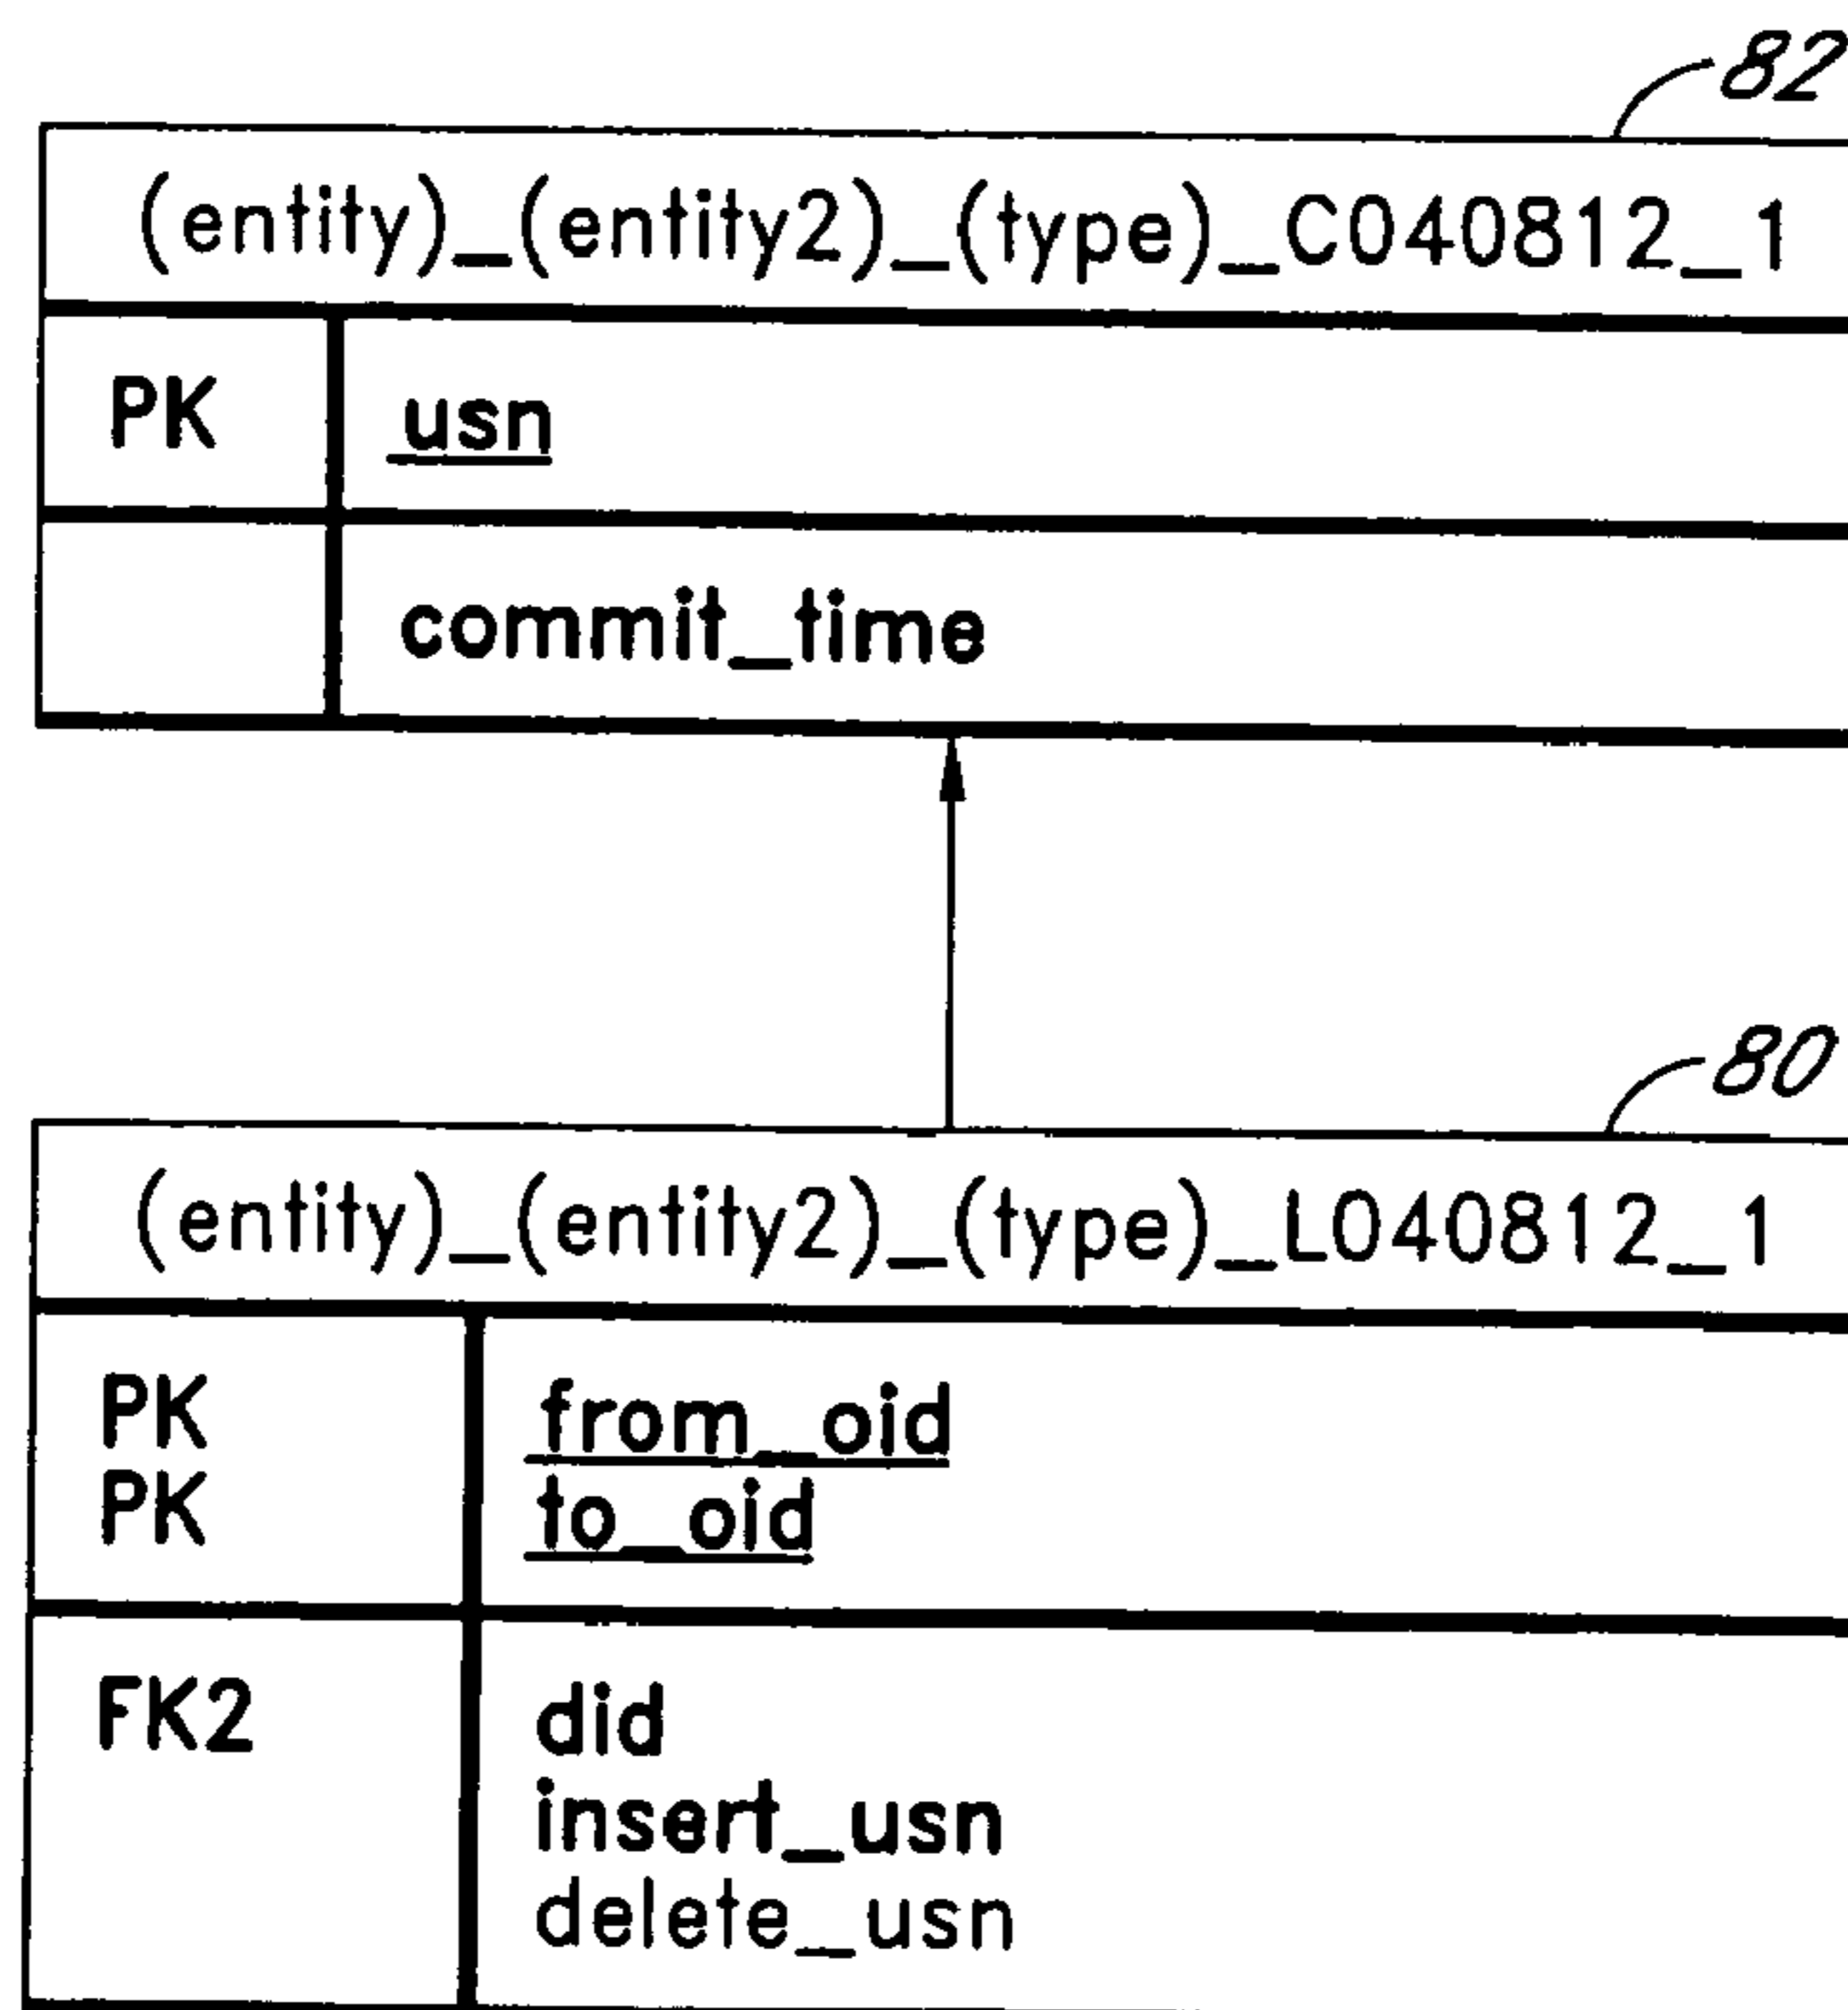 82
(entity)_(entity2)_(type)_C040812_1
PK usn
commit_time
80
(entity)_(entity2)_(type)_L040812_1
PK from_oid
PK to_oid
FK2 did
insert_usn
delete_usn